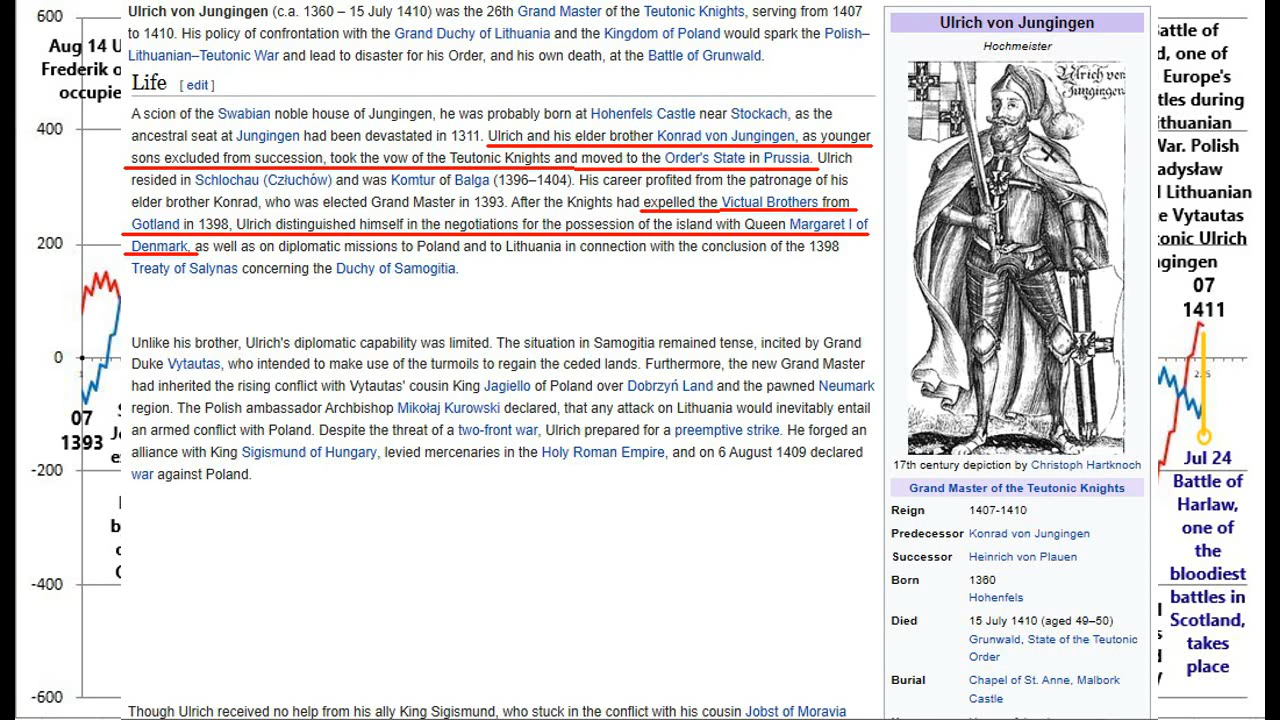 600
400
200
0
-200
-400
-600
Aug 14 U
Frederik o
occupie
07
1393
Ulrich von Jungingen (c.a. 1360 – 15 July 1410) was the 26th Grand Master of the Teutonic Knights, serving from 1407
to 1410. His policy of confrontation with the Grand Duchy of Lithuania and the Kingdom of Poland would spark the Polish–
Lithuanian–Teutonic War and lead to disaster for his Order, and his own death, at the Battle of Grunwald.
Life [ edit ]
A scion of the Swabian noble house of Jungingen, he was probably born at Hohenfels Castle near Stockach, as the
ancestral seat at Jungingen had been devastated in 1311. Ulrich and his elder brother Konrad von Jungingen, as younger
sons excluded from succession, took the vow of the Teutonic Knights and moved to the Order's State in Prussia. Ulrich
resided in Schlochau (Człuchów) and was Komtur of Balga (1396–1404). His career profited from the patronage of his
elder brother Konrad, who was elected Grand Master in 1393. After the Knights had expelled the Victual Brothers from
Gotland in 1398, Ulrich distinguished himself in the negotiations for the possession of the island with Queen Margaret I of
Denmark, as well as on diplomatic missions to Poland and to Lithuania in connection with the conclusion of the 1398
Treaty of Salynas concerning the Duchy of Samogitia.
Unlike his brother, Ulrich's diplomatic capability was limited. The situation in Samogitia remained tense, incited by Grand
Duke Vytautas, who intended to make use of the turmoils to regain the ceded lands. Furthermore, the new Grand Master
had inherited the rising conflict with Vytautas' cousin King Jagiello of Poland over Dobrzyń Land and the pawned Neumark
region. The Polish ambassador Archbishop Mikołaj Kurowski declared, that any attack on Lithuania would inevitably entail
an armed conflict with Poland. Despite the threat of a two-front war, Ulrich prepared for a preemptive strike. He forged an
alliance with King Sigismund of Hungary, levied mercenaries in the Holy Roman Empire, and on 6 August 1409 declared
war against Poland.
Though Ulrich received no help from his ally King Sigismund, who stuck in the conflict with his cousin Jobst of Moravia
Ulrich von Jungingen
Hochmeister
Ulrich von
Jungingen
17th century depiction by Christoph Hartknoch
Grand Master of the Teutonic Knights
Reign 1407-1410
Predecessor Konrad von Jungingen
Successor Heinrich von Plauen
Born 1360
Hohenfels
Died 15 July 1410 (aged 49–50)
Grunwald, State of the Teutonic
Order
Burial Chapel of St. Anne, Malbork
Castle
Battle of
d, one of
Europe's
tles during
ithuanian
War. Polish
adysław
l Lithuanian
e Vytautas
tonic Ulrich
ngingen
07
1411
Jul 24
Battle of
Harlaw,
one of
the
bloodiest
battles in
Scotland,
takes
place